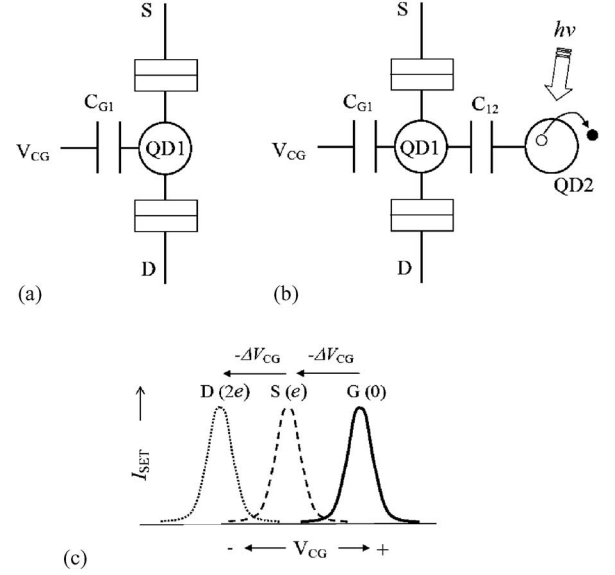 S
C_G1
V_CG
QD1
D
(a)
S
hν
C_G1
C_12
V_CG
QD1
QD2
D
(b)
-ΔV_CG
-ΔV_CG
D (2e)
S (e)
G (0)
I_SET
- V_CG +
(c)